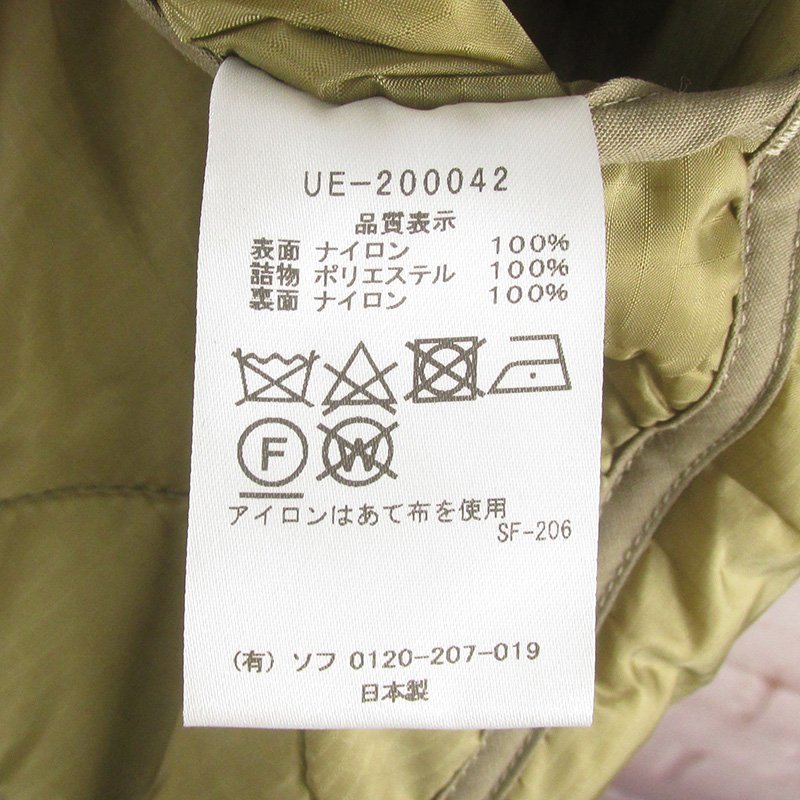 UE-200042
品質表示
表面 ナイロン 100%
詰物 ポリエステル 100%
裏面 ナイロン 100%
F W
アイロンはあて布を使用
SF-206
(有) ソフ 0120-207-019
日本製